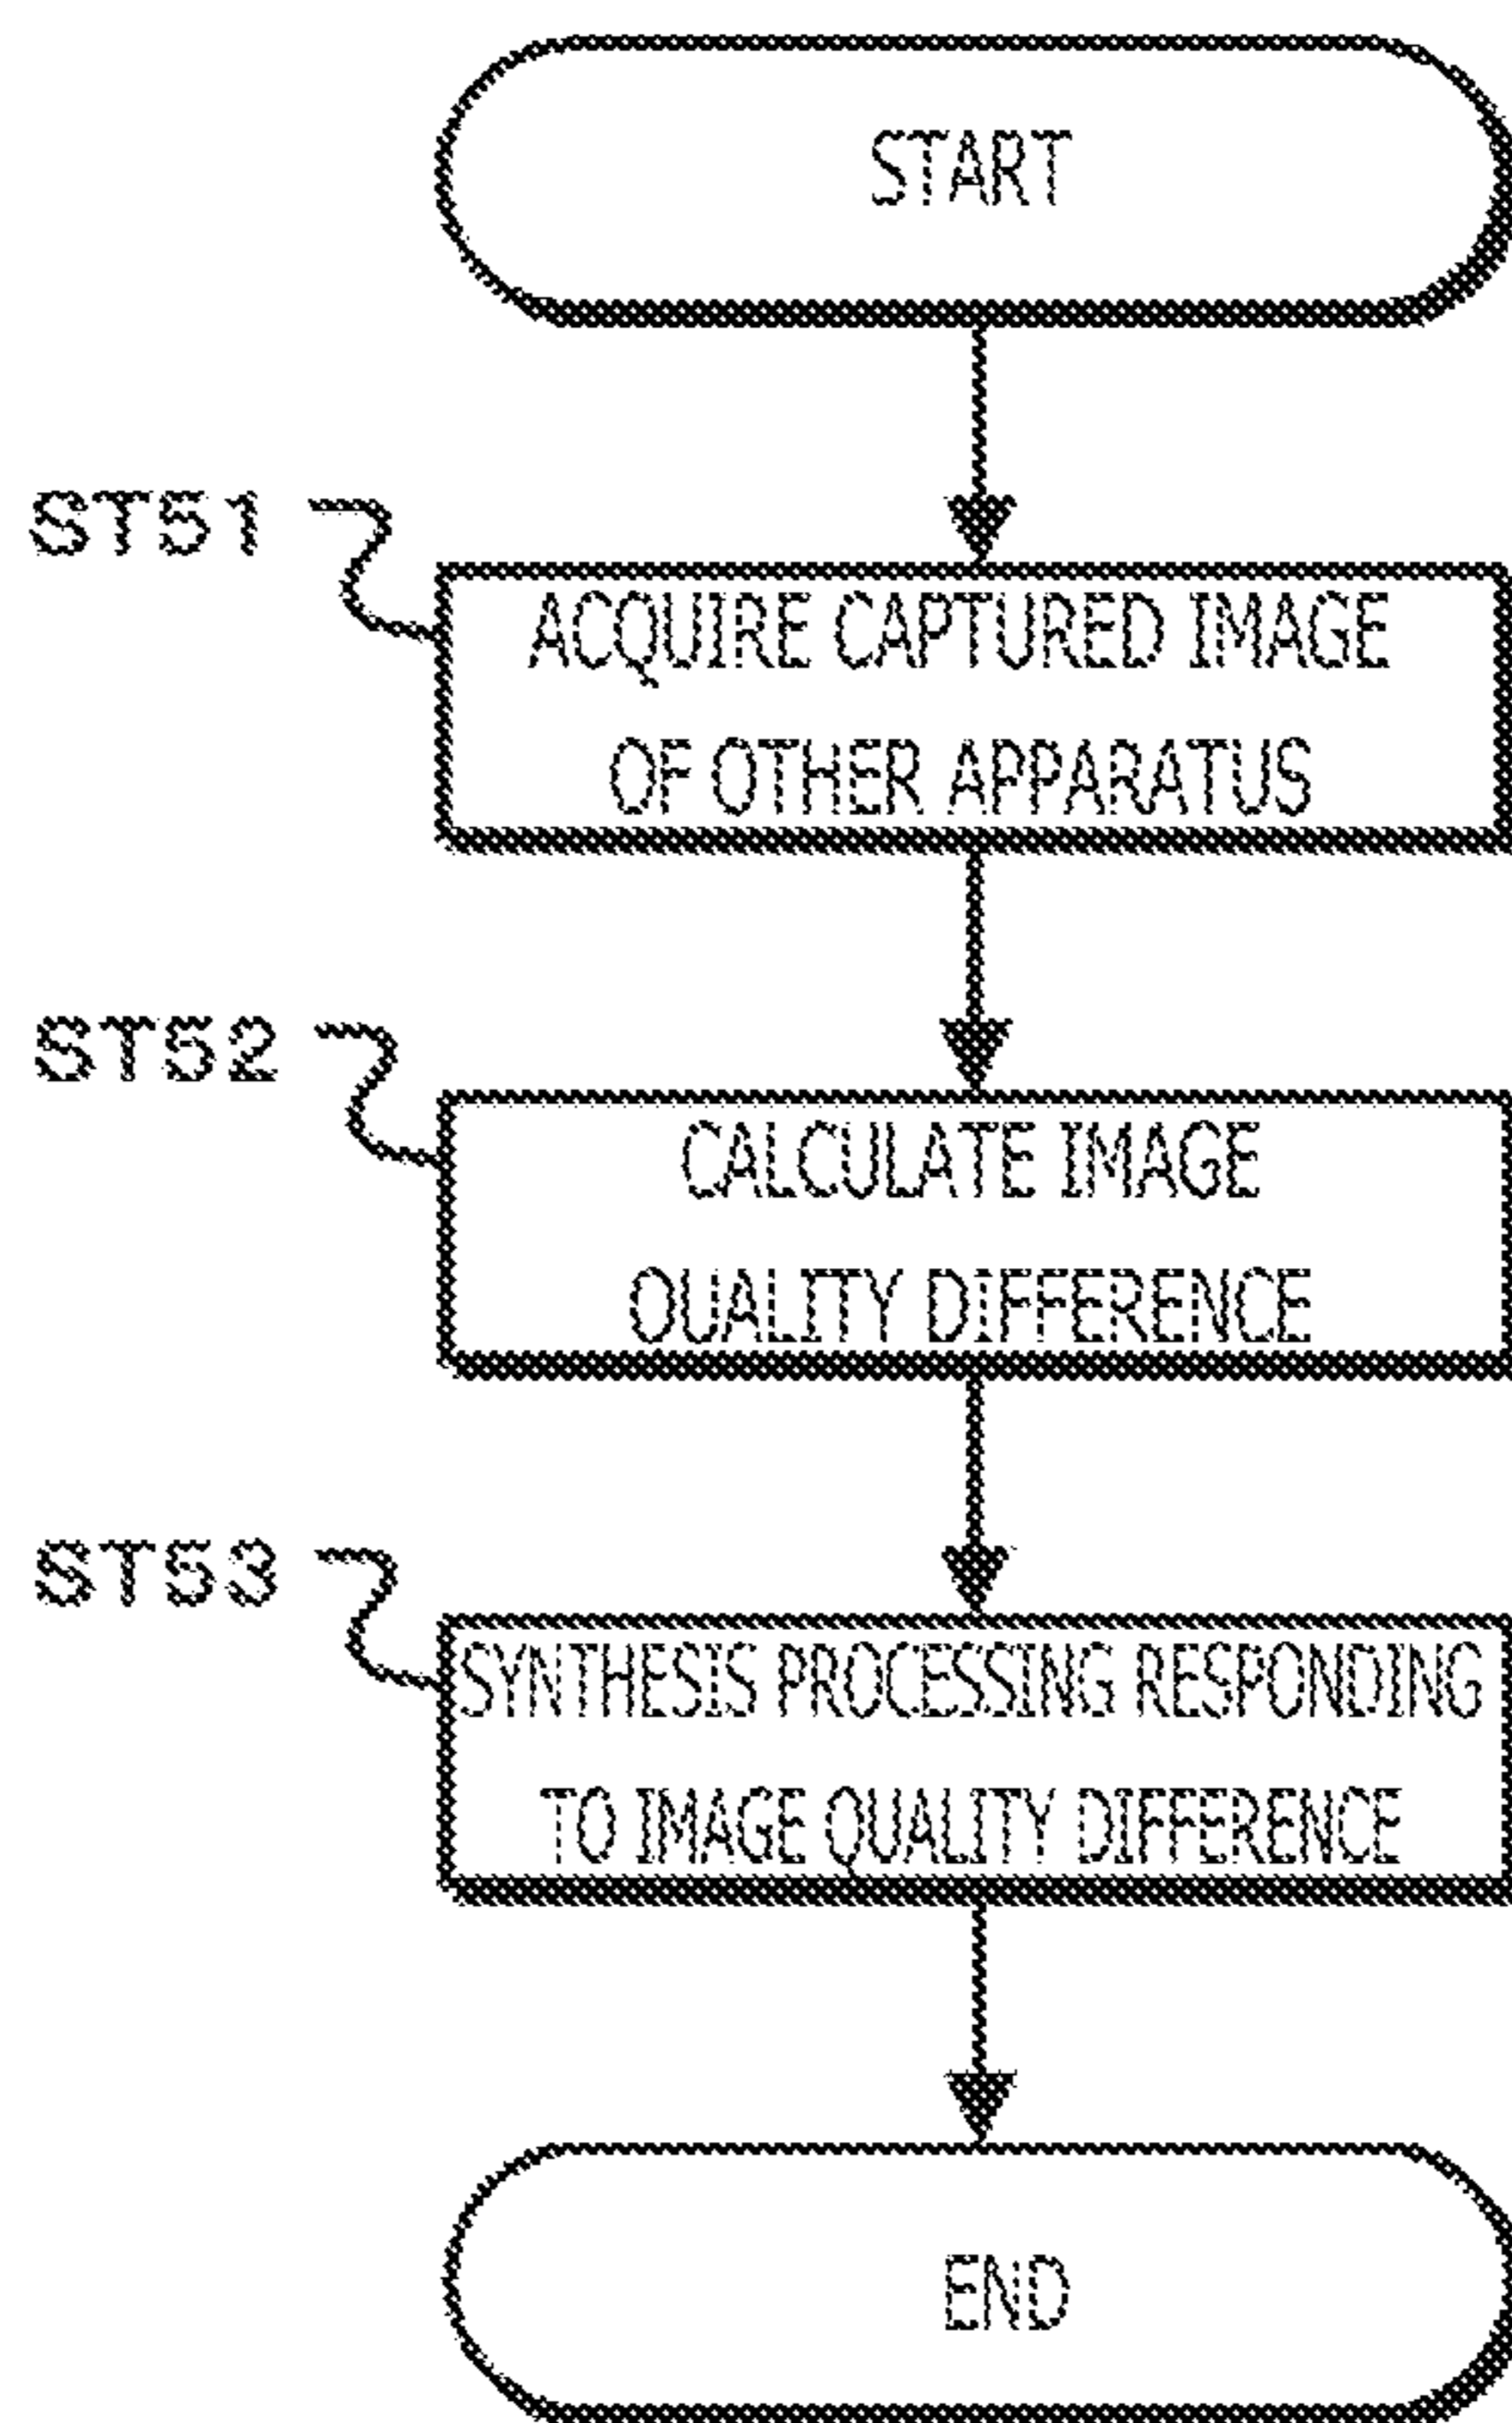 START
ST51
ACQUIRE CAPTURED IMAGE
OF OTHER APPARATUS
ST52
CALCULATE IMAGE
QUALITY DIFFERENCE
ST53
SYNTHESIS PROCESSING RESPONDING
TO IMAGE QUALITY DIFFERENCE
END